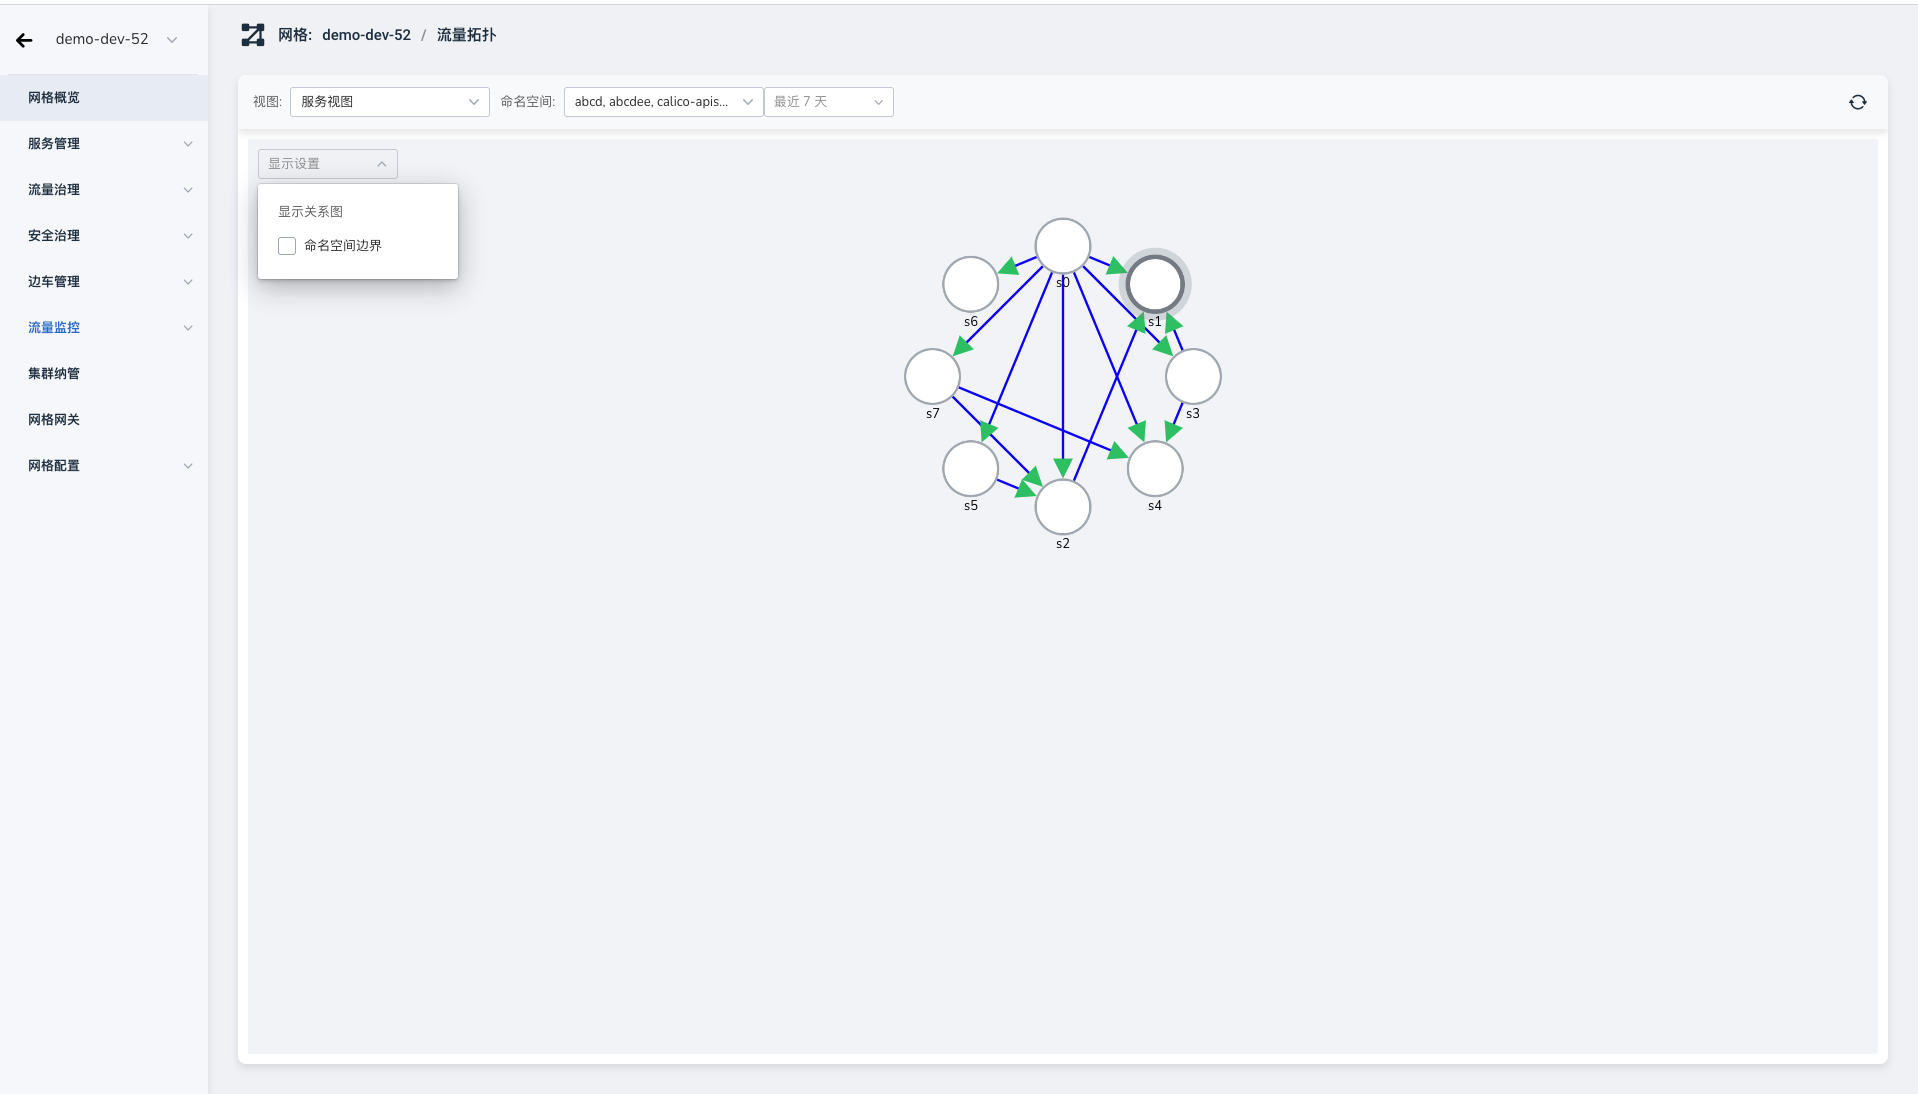 demo-dev-52
网格概览
服务管理
流量治理
安全治理
边车管理
流量监控
集群纳管
网格网关
网格配置
网格: demo-dev-52 / 流量拓扑
视图: 服务视图 命名空间: abcd, abcdee, calico-apis... 最近 7 天
显示设置
显示关系图
命名空间边界
s0
s6
s1
s7
s3
s5
s4
s2